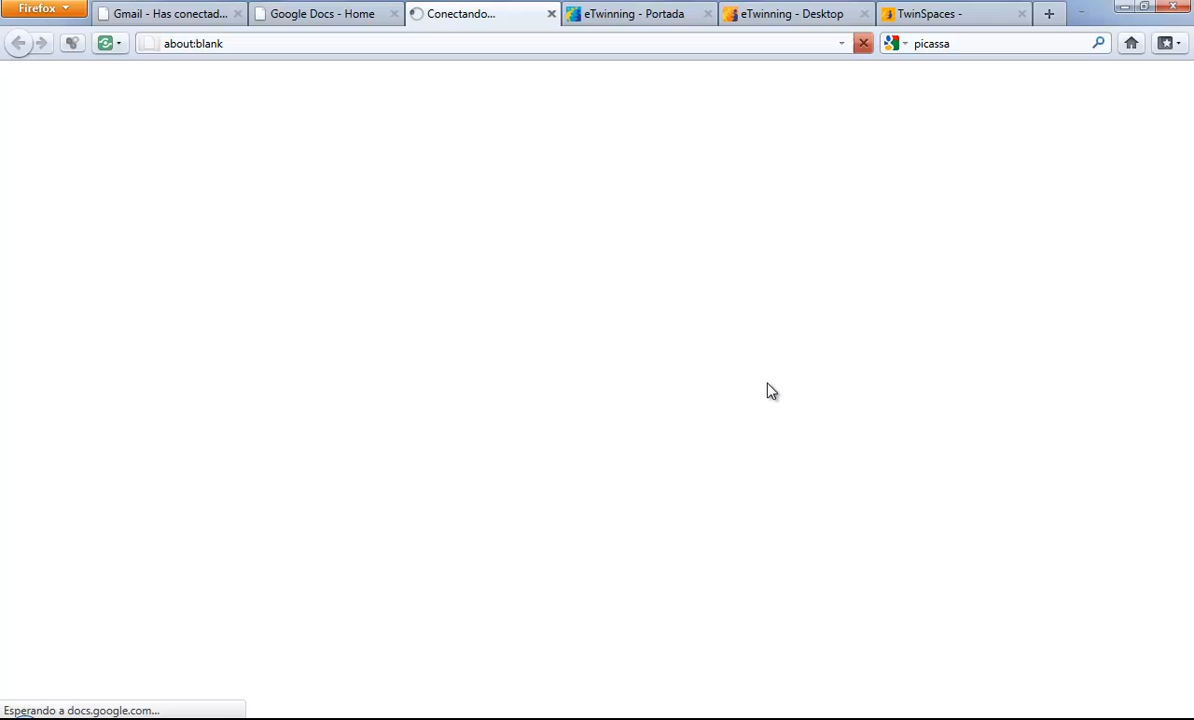 Firefox
Gmail - Has conectad...
Google Docs - Home
Conectando...
eTwinning - Portada
eTwinning - Desktop
TwinSpaces -
about:blank
picassa
Esperando a docs.google.com...